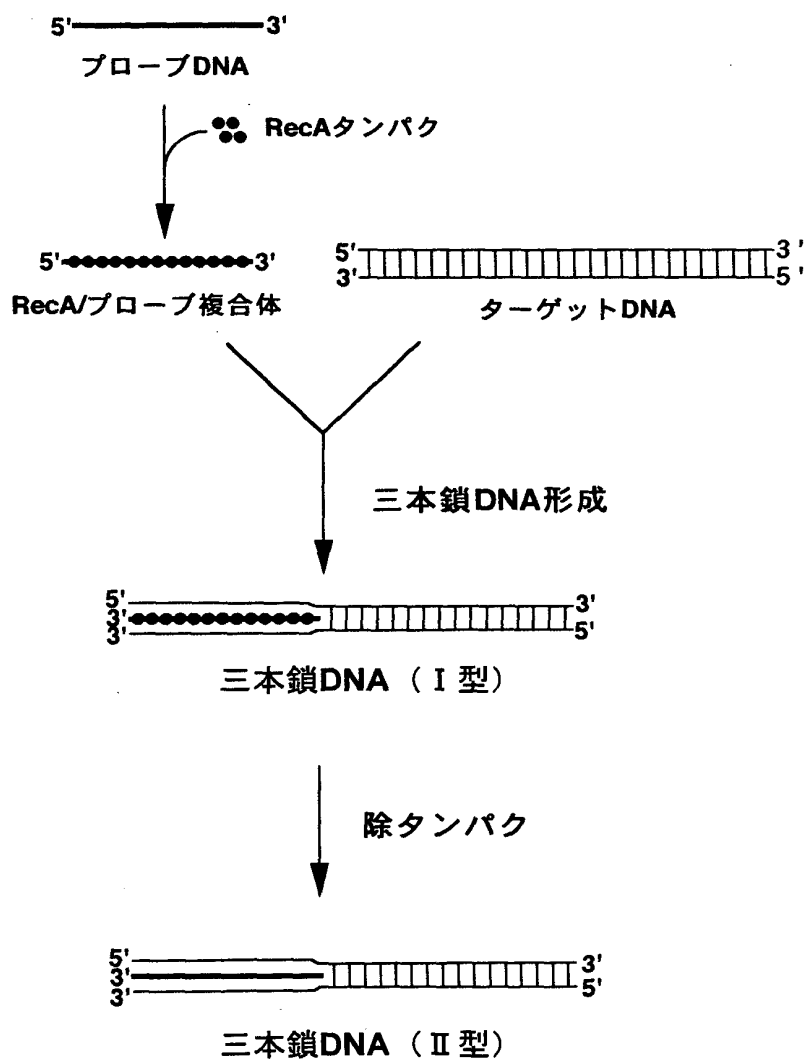 5' 3'
プローブDNA
RecAタンパク
5' 3'
RecA/プローブ複合体
5' 3'
3' 5'
ターゲットDNA
三本鎖DNA形成
5' 3'
3'
3' 5'
三本鎖DNA（Ⅰ型）
除タンパク
5' 3'
3'
3' 5'
三本鎖DNA（Ⅱ型）